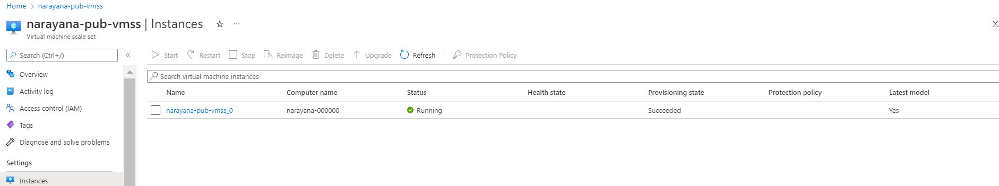 Home > narayana-pub-vmss
narayana-pub-vmss | Instances ☆ ...
Virtual machine scale set
Search (Ctrl+/) «
Start Restart Stop Reimage Delete Upgrade Refresh | Protection Policy
Overview
Activity log
Access control (IAM)
Tags
Diagnose and solve problems
Settings
Instances
Search virtual machine instances
Name Computer name Status Health state Provisioning state Protection policy Latest model
narayana-pub-vmss_0 narayana-000000 Running Succeeded Yes